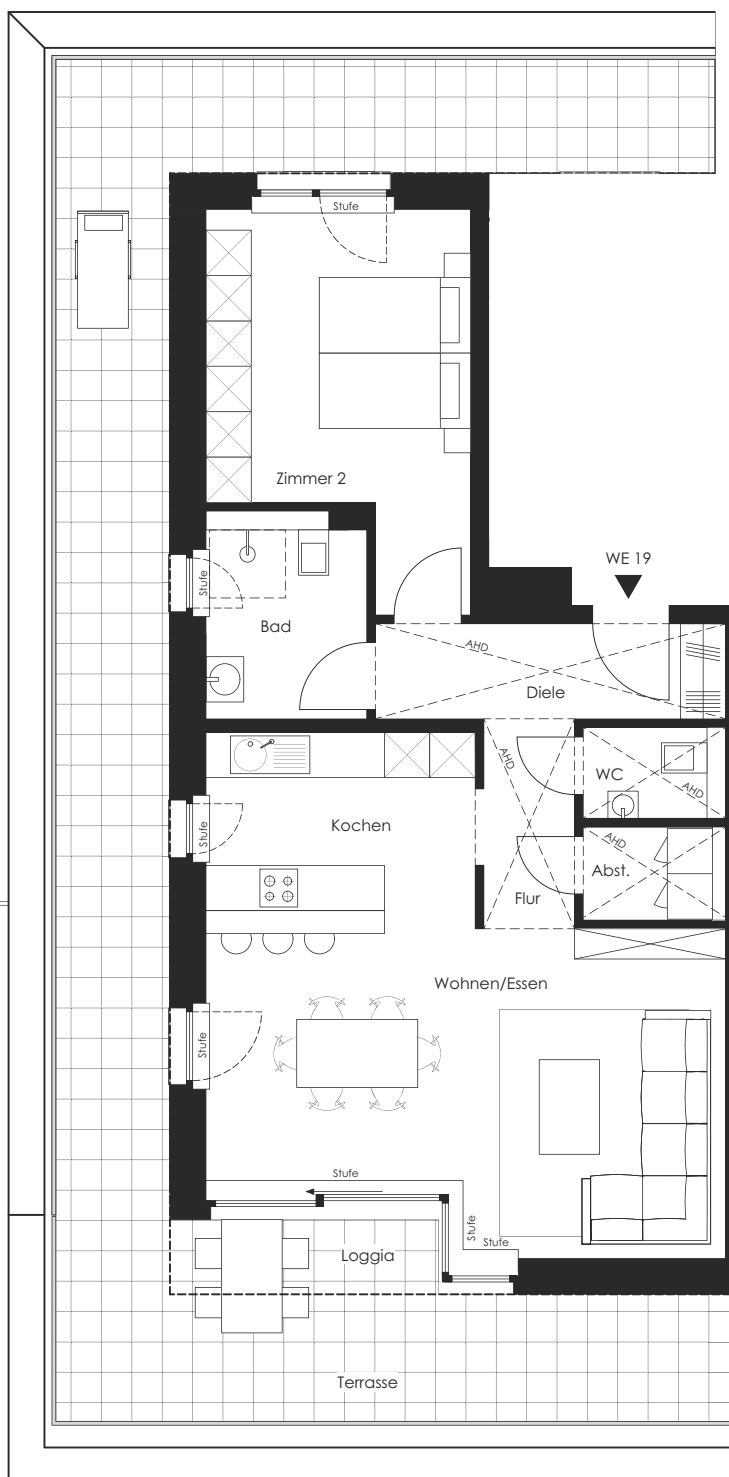 Stufe
Zimmer 2
WE 19
Stufe
Bad
AHD
Diele
AHD
WC
AHD
Stufe
Kochen
AHD
Abst.
Flur
Wohnen/Essen
Stufe
Stufe
Stufe
Stufe
Loggia
Terrasse